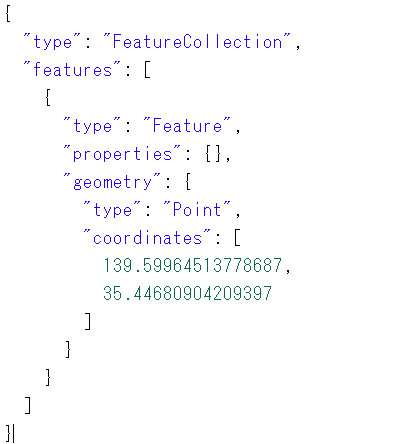 {
  "type": "FeatureCollection",
  "features": [
    {
      "type": "Feature",
      "properties": {},
      "geometry": {
        "type": "Point",
        "coordinates": [
          139.59964513778687,
          35.44680904209397
        ]
      }
    }
  ]
}